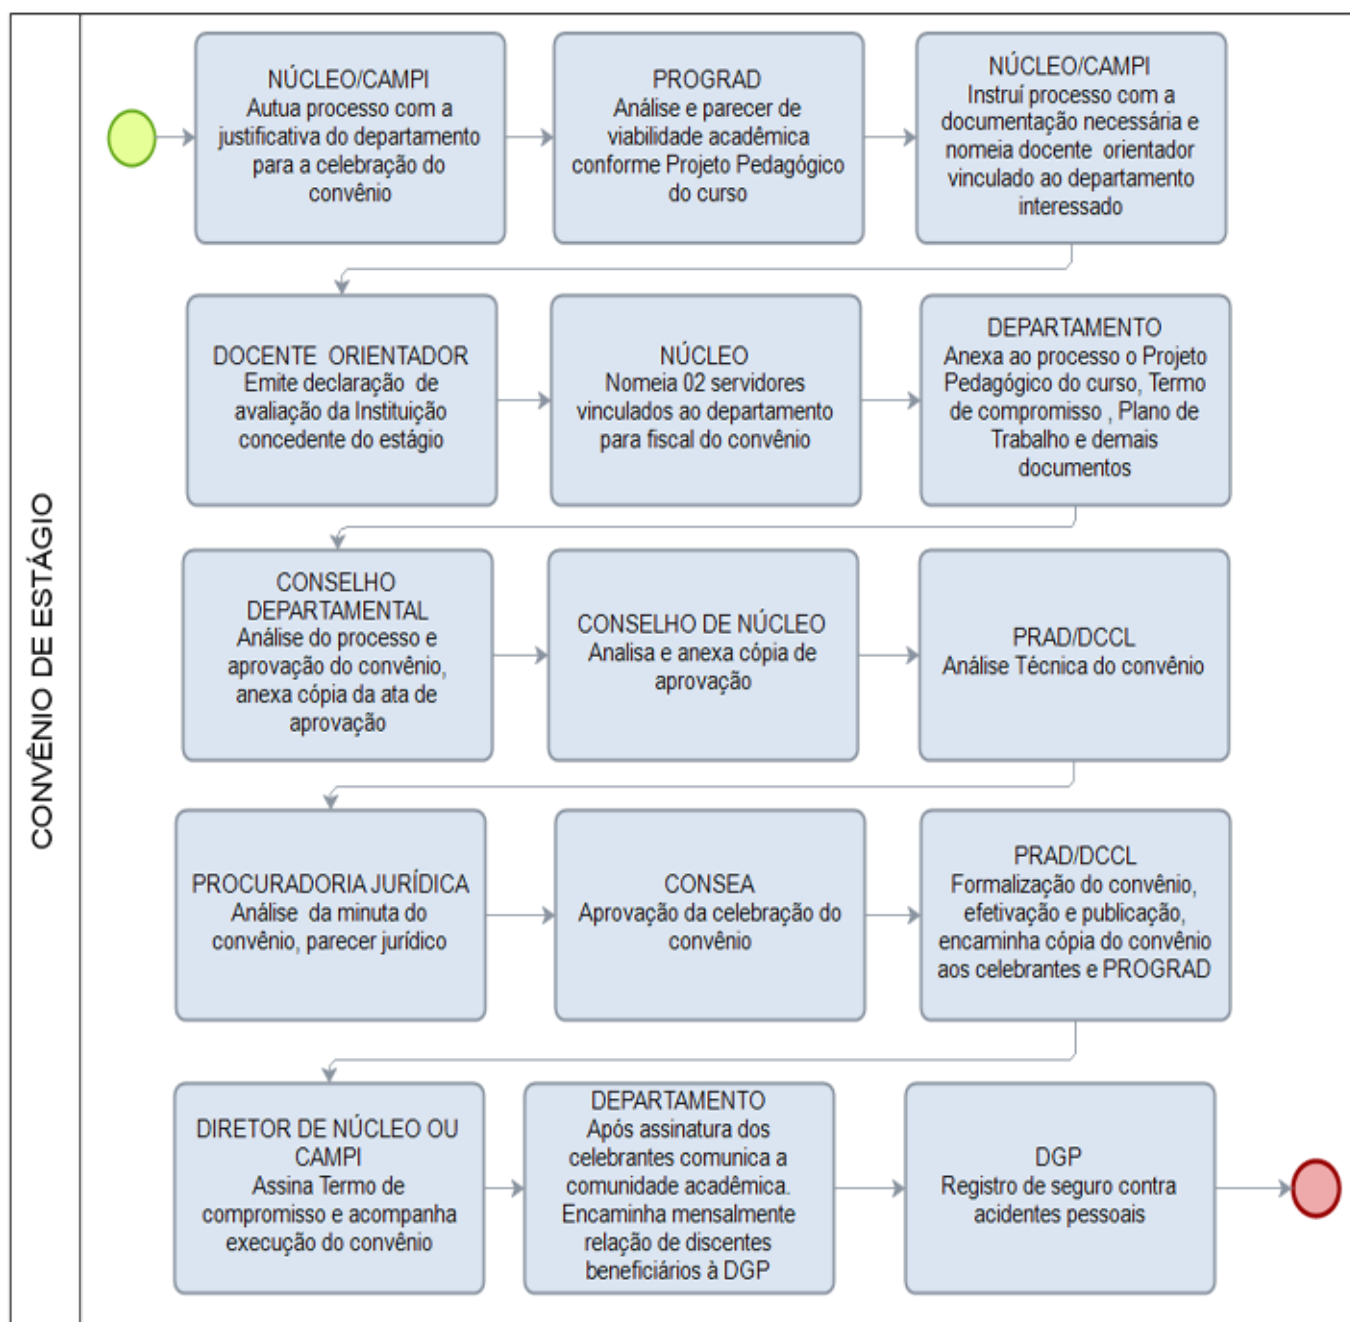 CONVÊNIO DE ESTÁGIO
NÚCLEO/CAMPI
Autua processo com a
justificativa do departamento
para a celebração do
convênio
PROGRAD
Análise e parecer de
viabilidade acadêmica
conforme Projeto Pedagógico
do curso
NÚCLEO/CAMPI
Instruí processo com a
documentação necessária e
nomeia docente orientador
vinculado ao departamento
interessado
DOCENTE ORIENTADOR
Emite declaração de
avaliação da Instituição
concedente do estágio
NÚCLEO
Nomeia 02 servidores
vinculados ao departamento
para fiscal do convênio
DEPARTAMENTO
Anexa ao processo o Projeto
Pedagógico do curso, Termo
de compromisso , Plano de
Trabalho e demais
documentos
CONSELHO
DEPARTAMENTAL
Análise do processo e
aprovação do convênio,
anexa cópia da ata de
aprovação
CONSELHO DE NÚCLEO
Analisa e anexa cópia de
aprovação
PRAD/DCCL
Análise Técnica do convênio
PROCURADORIA JURÍDICA
Análise da minuta do
convênio, parecer jurídico
CONSEA
Aprovação da celebração do
convênio
PRAD/DCCL
Formalização do convênio,
efetivação e publicação,
encaminha cópia do convênio
aos celebrantes e PROGRAD
DIRETOR DE NÚCLEO OU
CAMPI
Assina Termo de
compromisso e acompanha
execução do convênio
DEPARTAMENTO
Após assinatura dos
celebrantes comunica a
comunidade acadêmica.
Encaminha mensalmente
relação de discentes
beneficiários à DGP
DGP
Registro de seguro contra
acidentes pessoais